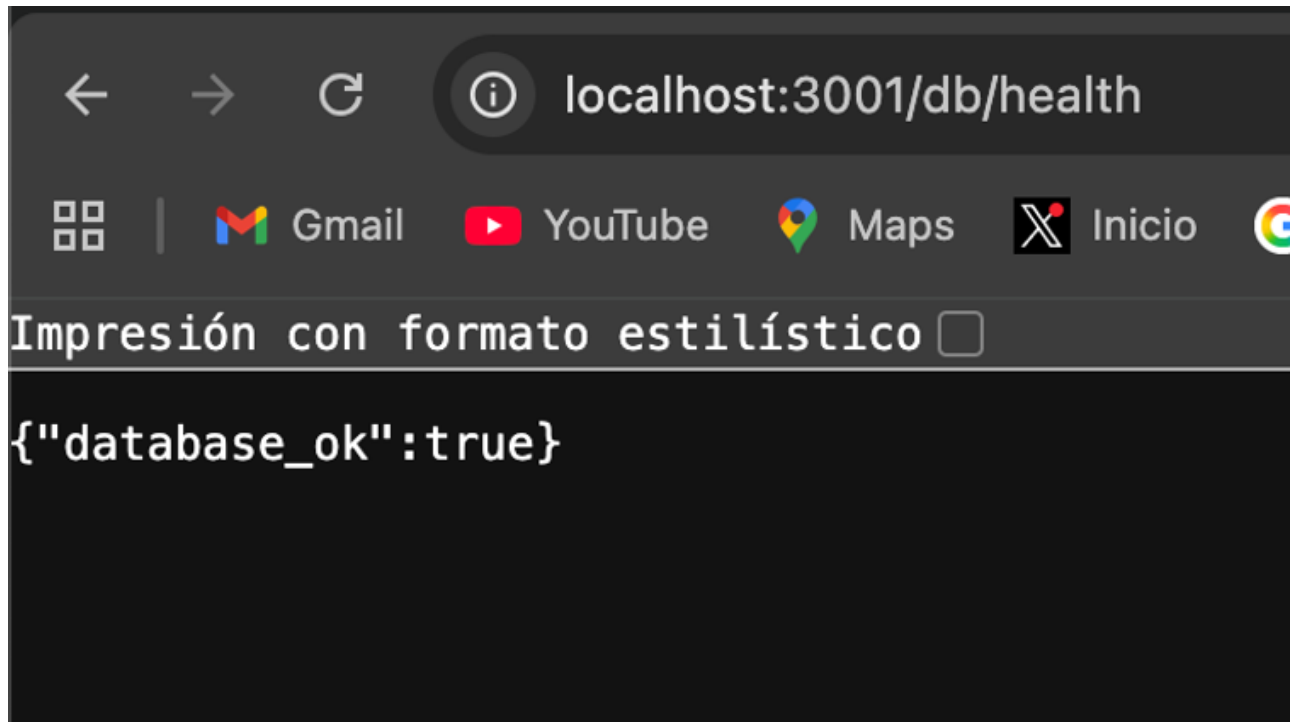 localhost:3001/db/health
Gmail YouTube Maps Inicio
Impresión con formato estilístico
{"database_ok":true}